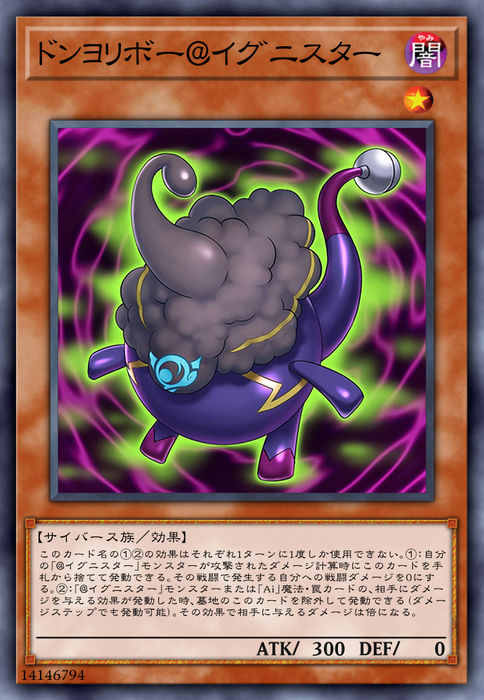 ドンヨリボー@イグニスター
やみ
闇
【サイバース族／効果】
このカード名の①②の効果はそれぞれ1ターンに1度しか使用できない。①：自分
の「@イグニスター」モンスターが攻撃されたダメージ計算時にこのカードを手
札から捨てて発動できる。その戦闘で発生する自分への戦闘ダメージを0にす
る。②：「@イグニスター」モンスターまたは「Ai」魔法・罠カードの、相手にダメー
ジを与える効果が発動した時、墓地のこのカードを除外して発動できる（ダメー
ジステップでも発動可能）。その効果で相手に与えるダメージは倍になる。
ATK/ 300 DEF/ 0
14146794